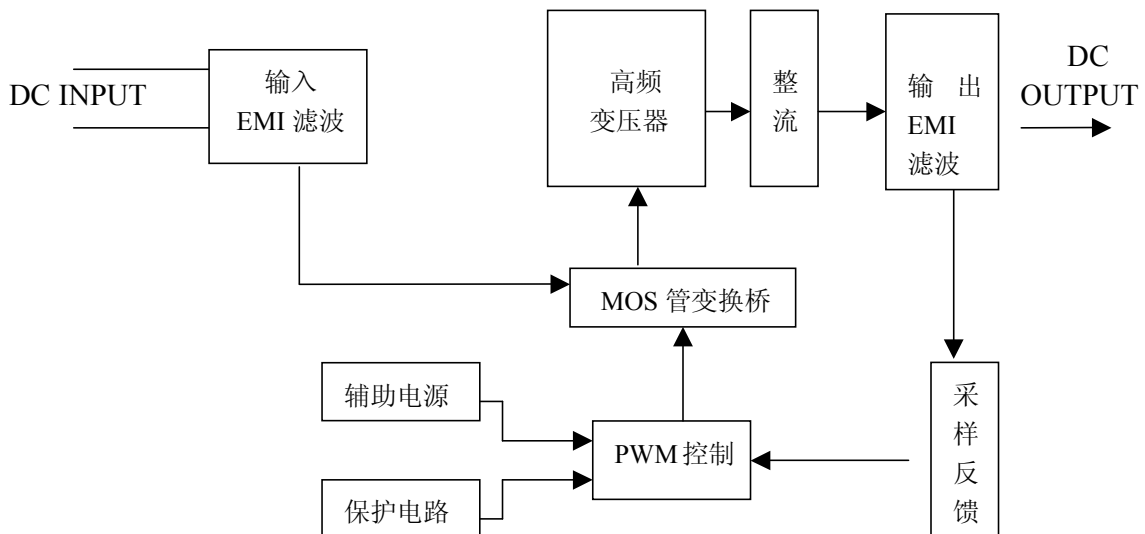 DC INPUT
输入
EMI 滤波
高频
变压器
整
流
输 出
EMI
滤波
DC
OUTPUT
MOS 管变换桥
辅助电源
PWM 控制
保护电路
采
样
反
馈